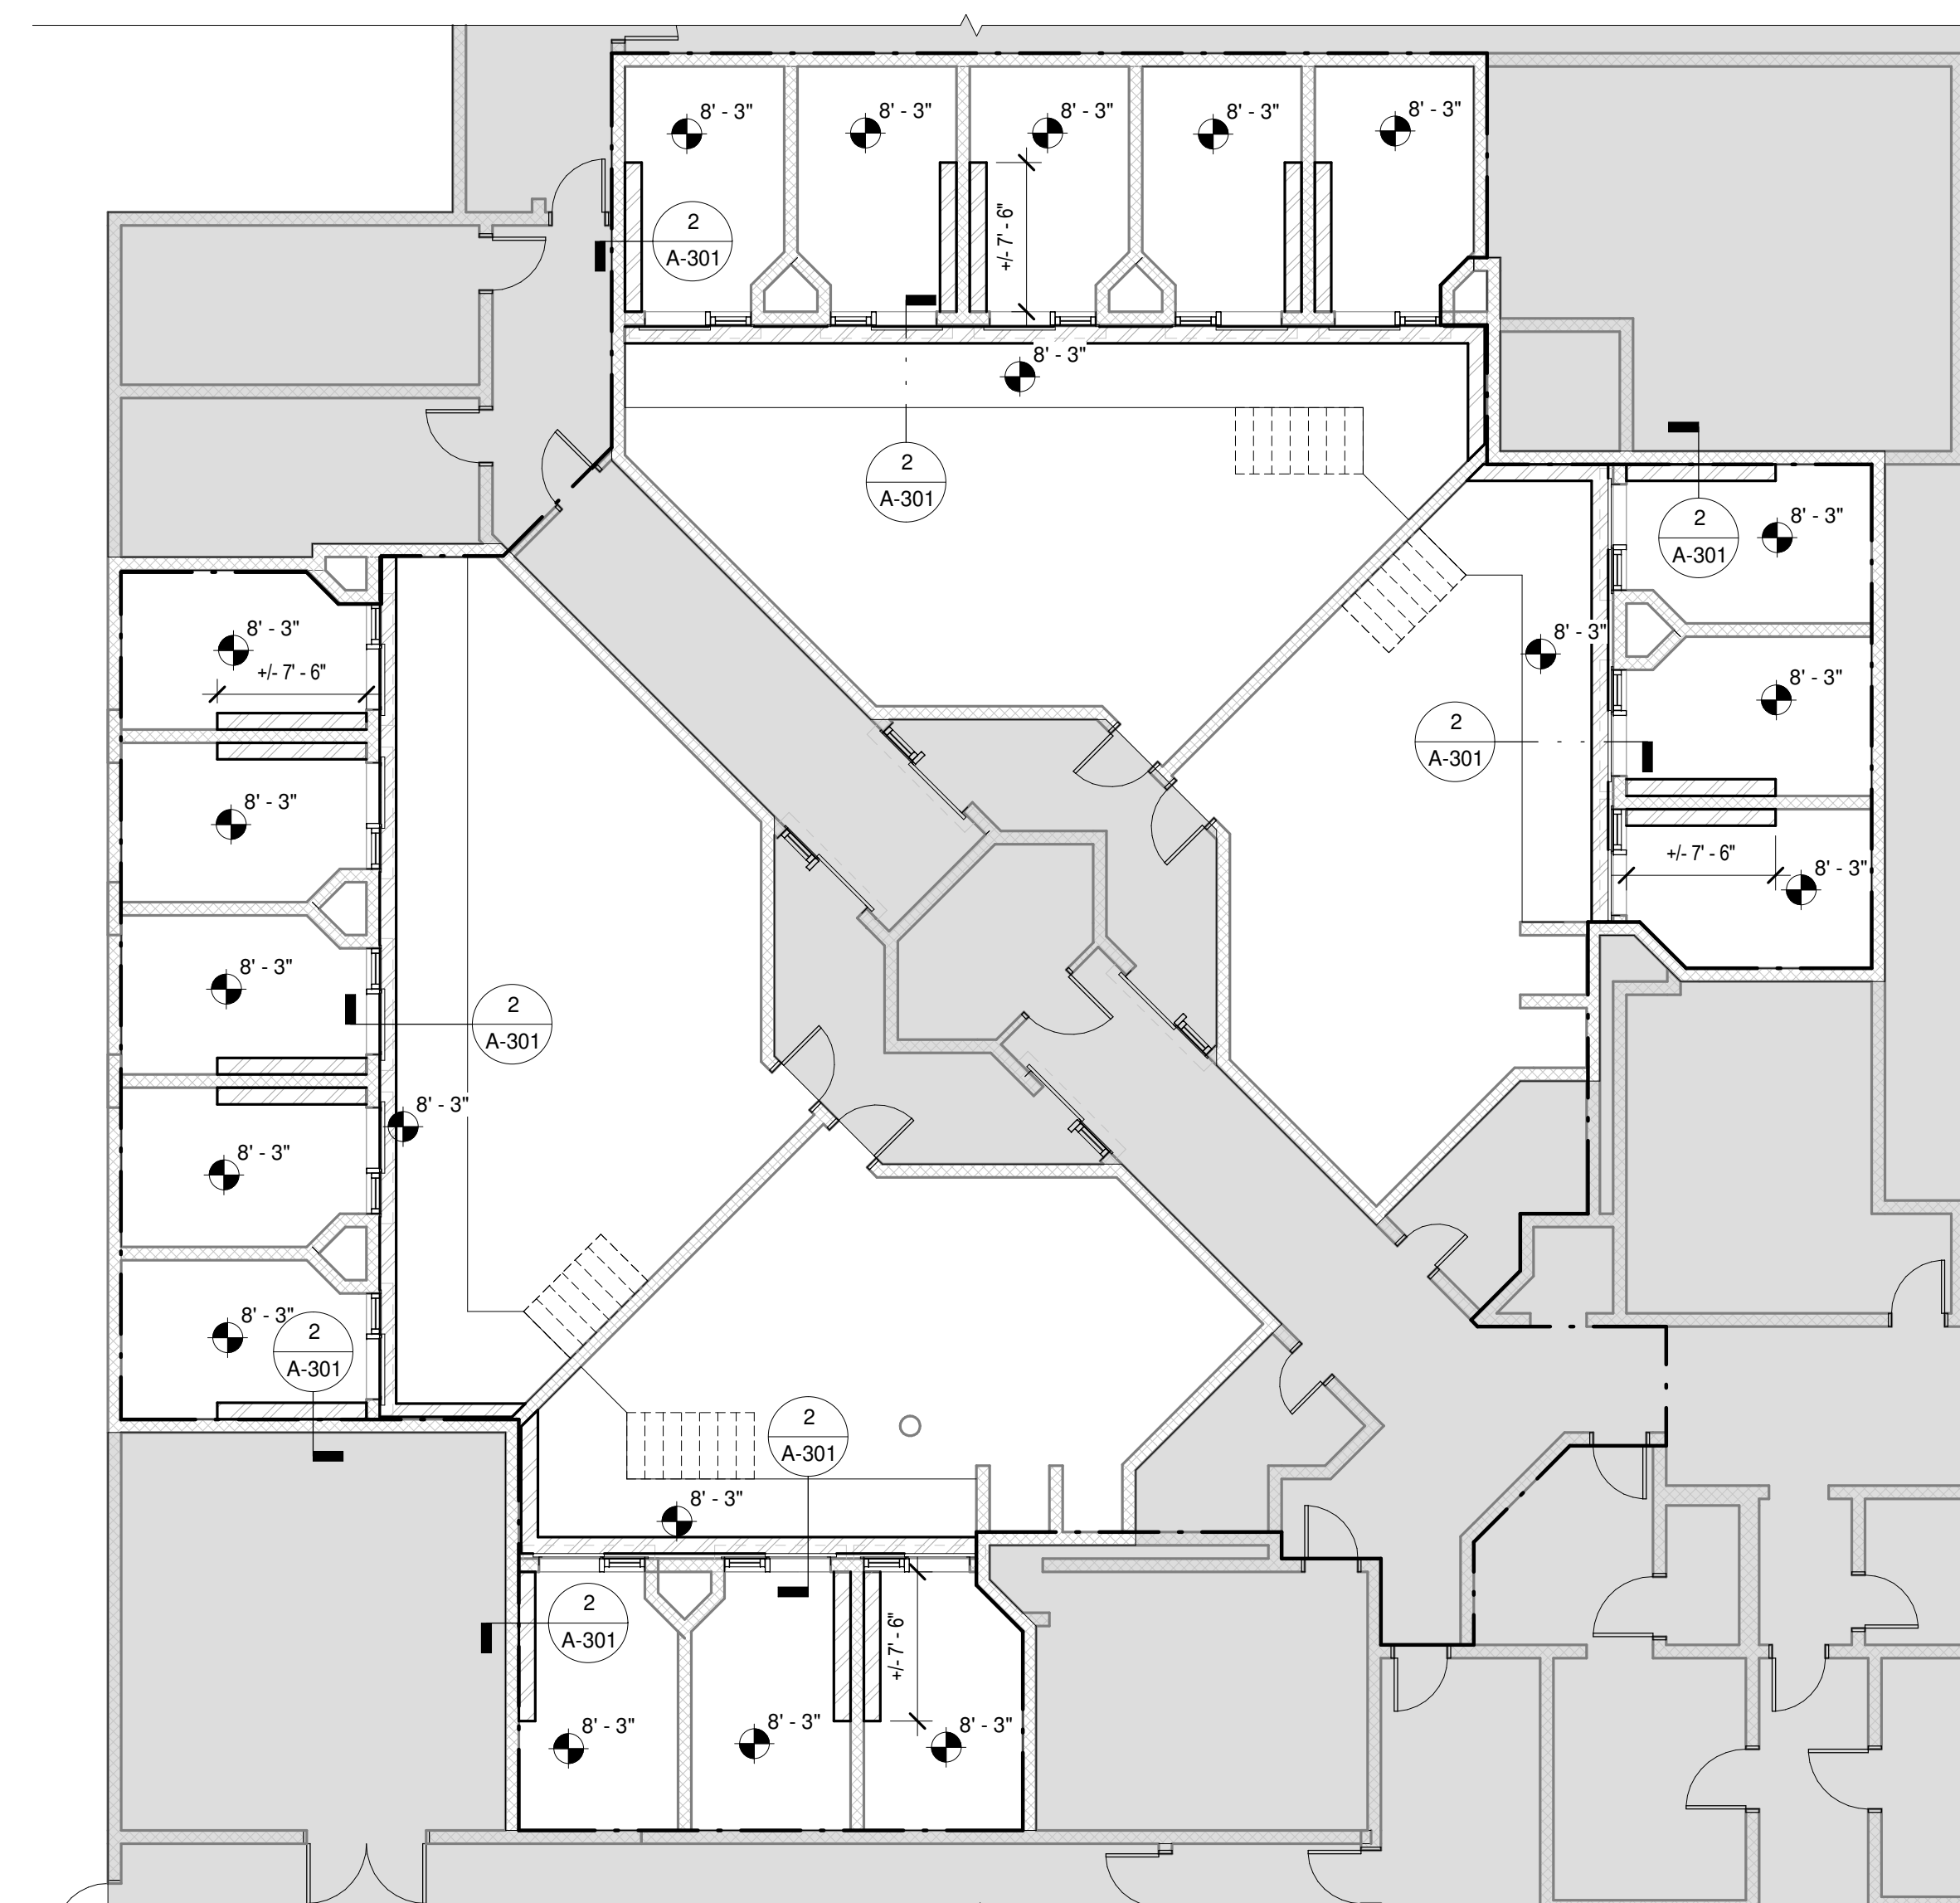 8' - 3"
8' - 3"
8' - 3"
8' - 3"
8' - 3"
2
A-301
+/- 7' - 6"
8' - 3"
2
A-301
2
A-301
8' - 3"
8' - 3"
+/- 7' - 6"
8' - 3"
8' - 3"
2
A-301
8' - 3"
+/- 7' - 6"
8' - 3"
8' - 3"
2
A-301
8' - 3"
8' - 3"
8' - 3"
2
A-301
2
A-301
8' - 3"
2
A-301
+/- 7' - 6"
8' - 3"
8' - 3"
8' - 3"